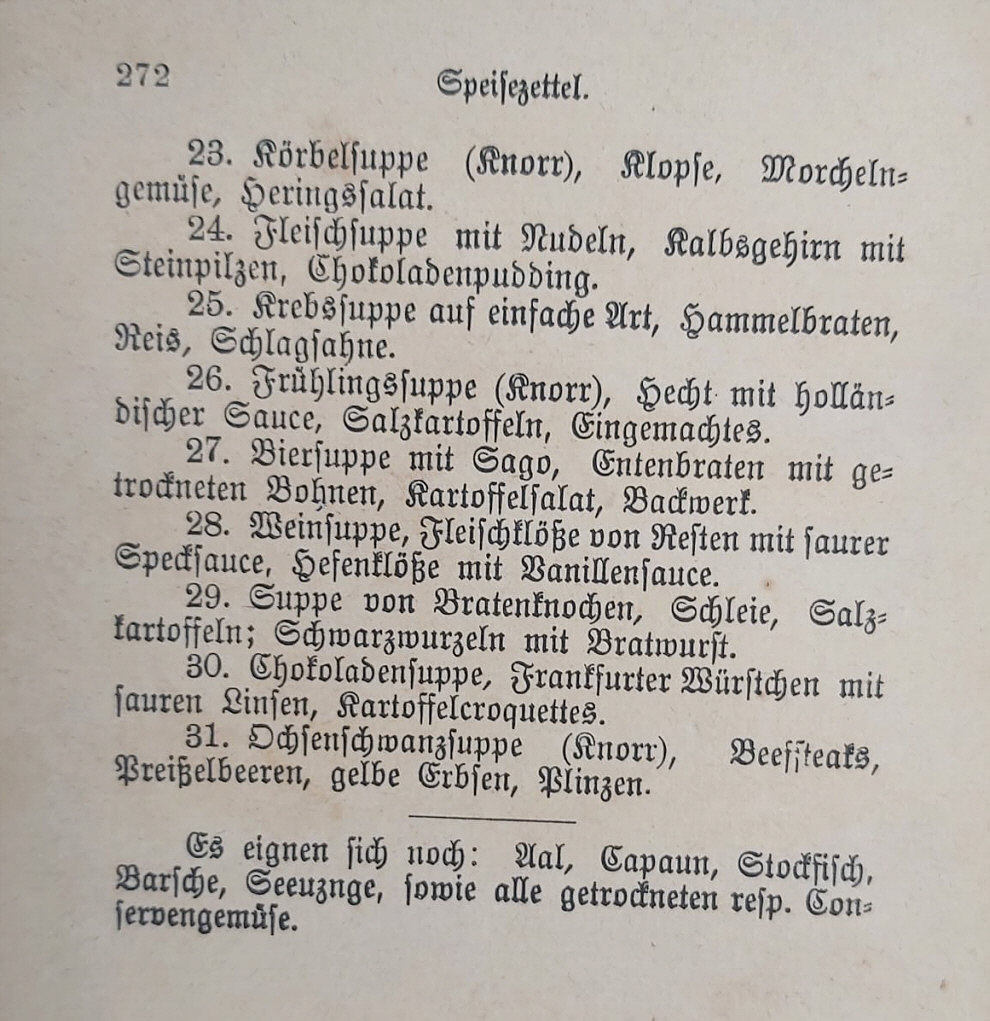 272
Speiſezettel.
23. Körbelſuppe (Knorr), Klopſe, Morcheln⸗
gemüſe, Heringsſalat.
24. Fleiſchſuppe mit Nudeln, Kalbsgehirn mit
Steinpilzen, Chokoladenpudding.
25. Krebsſuppe auf einfache Art, Hammelbraten,
Reis, Schlagſahne.
26. Frühlingsſuppe (Knorr), Hecht mit hollän⸗
diſcher Sauce, Salzkartoffeln, Eingemachtes.
27. Bierſuppe mit Sago, Entenbraten mit ge⸗
trockneten Bohnen, Kartoffelſalat, Backwerk.
28. Weinſuppe, Fleiſchklöße von Reſten mit ſaurer
Speckſauce, Hefenklöße mit Vanillenſauce.
29. Suppe von Bratenknochen, Schleie, Salz⸗
kartoffeln; Schwarzwurzeln mit Bratwurſt.
30. Chokoladenſuppe, Frankfurter Würſtchen mit
ſauren Linſen, Kartoffelcroquettes.
31. Ochſenſchwanzſuppe (Knorr), Beefſteaks,
Preißelbeeren, gelbe Erbſen, Plinzen.
Es eignen ſich noch: Aal, Capaun, Stockfiſch,
Barſche, Seeuznge, ſowie alle getrockneten reſp. Con⸗
ſervengemüſe.